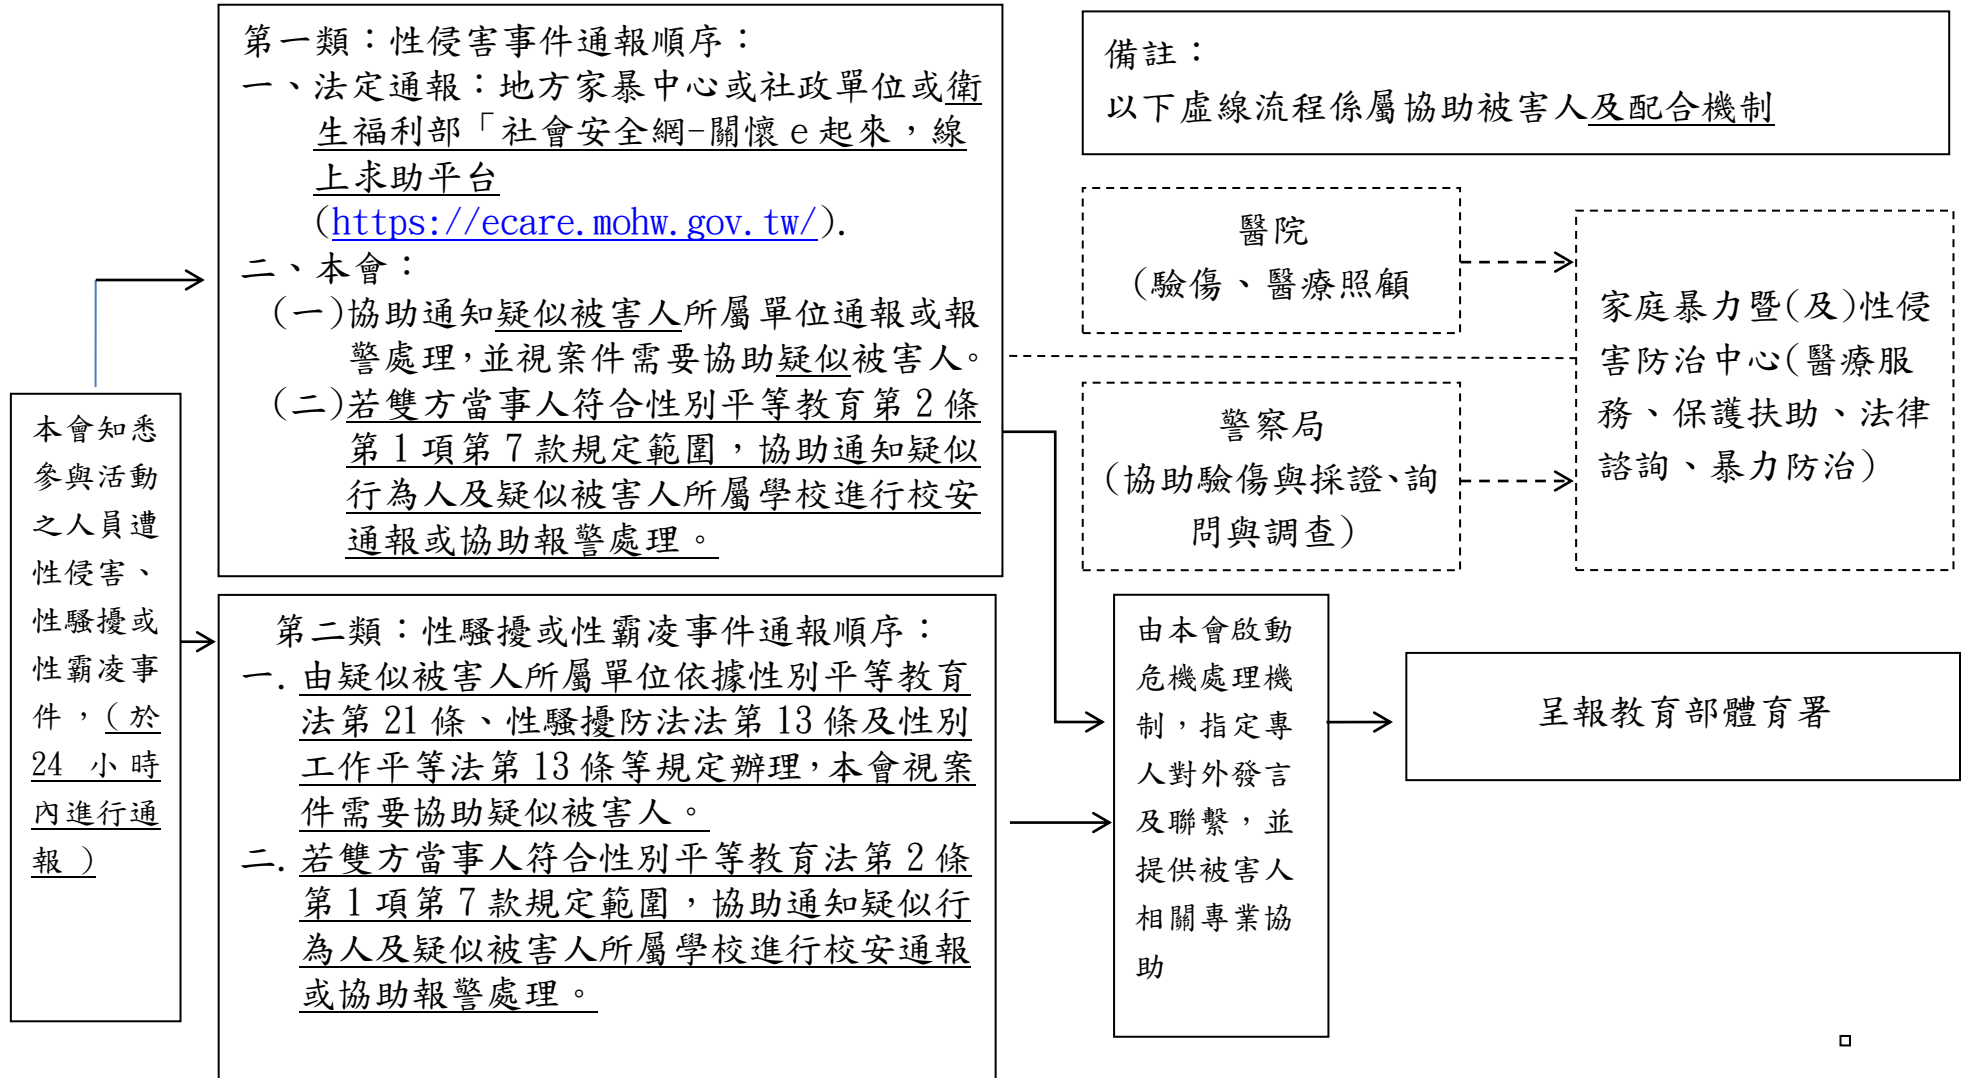 第一類：性侵害事件通報順序：
一、法定通報：地方家暴中心或社政單位或衛
生福利部「社會安全網-關懷 e 起來，線
上求助平台
(https://ecare.mohw.gov.tw/).
二、本會：
(一)協助通知疑似被害人所屬單位通報或報
警處理，並視案件需要協助疑似被害人。
(二)若雙方當事人符合性別平等教育第 2 條
第 1 項第 7 款規定範圍，協助通知疑似
行為人及疑似被害人所屬學校進行校安
通報或協助報警處理。
備註：
以下虛線流程係屬協助被害人及配合機制
醫院
(驗傷、醫療照顧
警察局
(協助驗傷與採證、詢
問與調查)
家庭暴力暨(及)性侵
害防治中心(醫療服
務、保護扶助、法律
諮詢、暴力防治)
本會知悉
參與活動
之人員遭
性侵害、
性騷擾或
性霸凌事
件，(於
24 小時
內進行通
報 )
第二類：性騷擾或性霸凌事件通報順序：
一. 由疑似被害人所屬單位依據性別平等教育
法第 21 條、性騷擾防法法第 13 條及性別
工作平等法第 13 條等規定辦理，本會視案
件需要協助疑似被害人。
二. 若雙方當事人符合性別平等教育法第 2 條
第 1 項第 7 款規定範圍，協助通知疑似行
為人及疑似被害人所屬學校進行校安通報
或協助報警處理。
由本會啟動
危機處理機
制，指定專
人對外發言
及聯繫，並
提供被害人
相關專業協
助
呈報教育部體育署